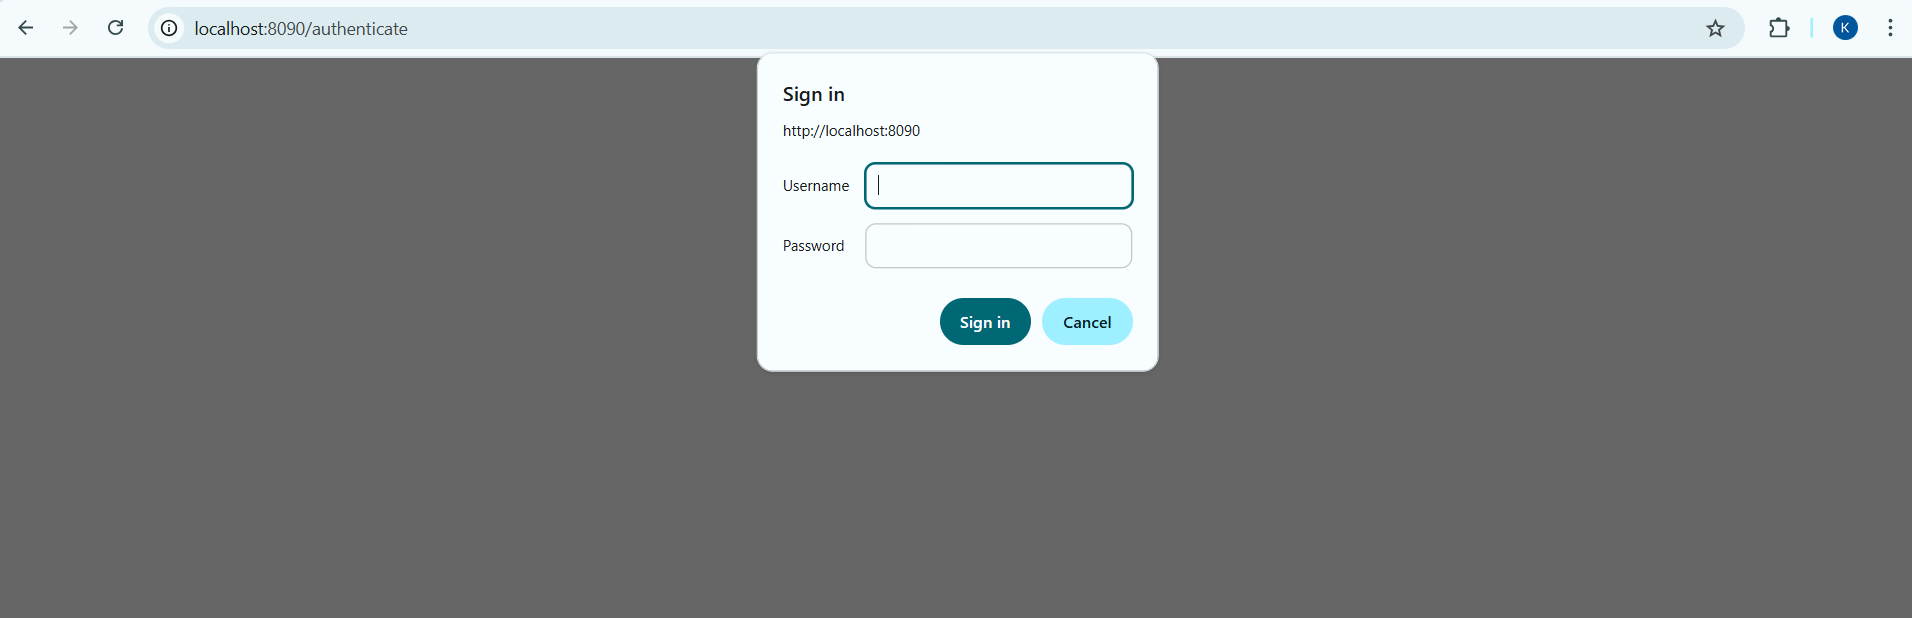 localhost:8090/authenticate
K
Sign in
http://localhost:8090
Username
Password
Sign in Cancel